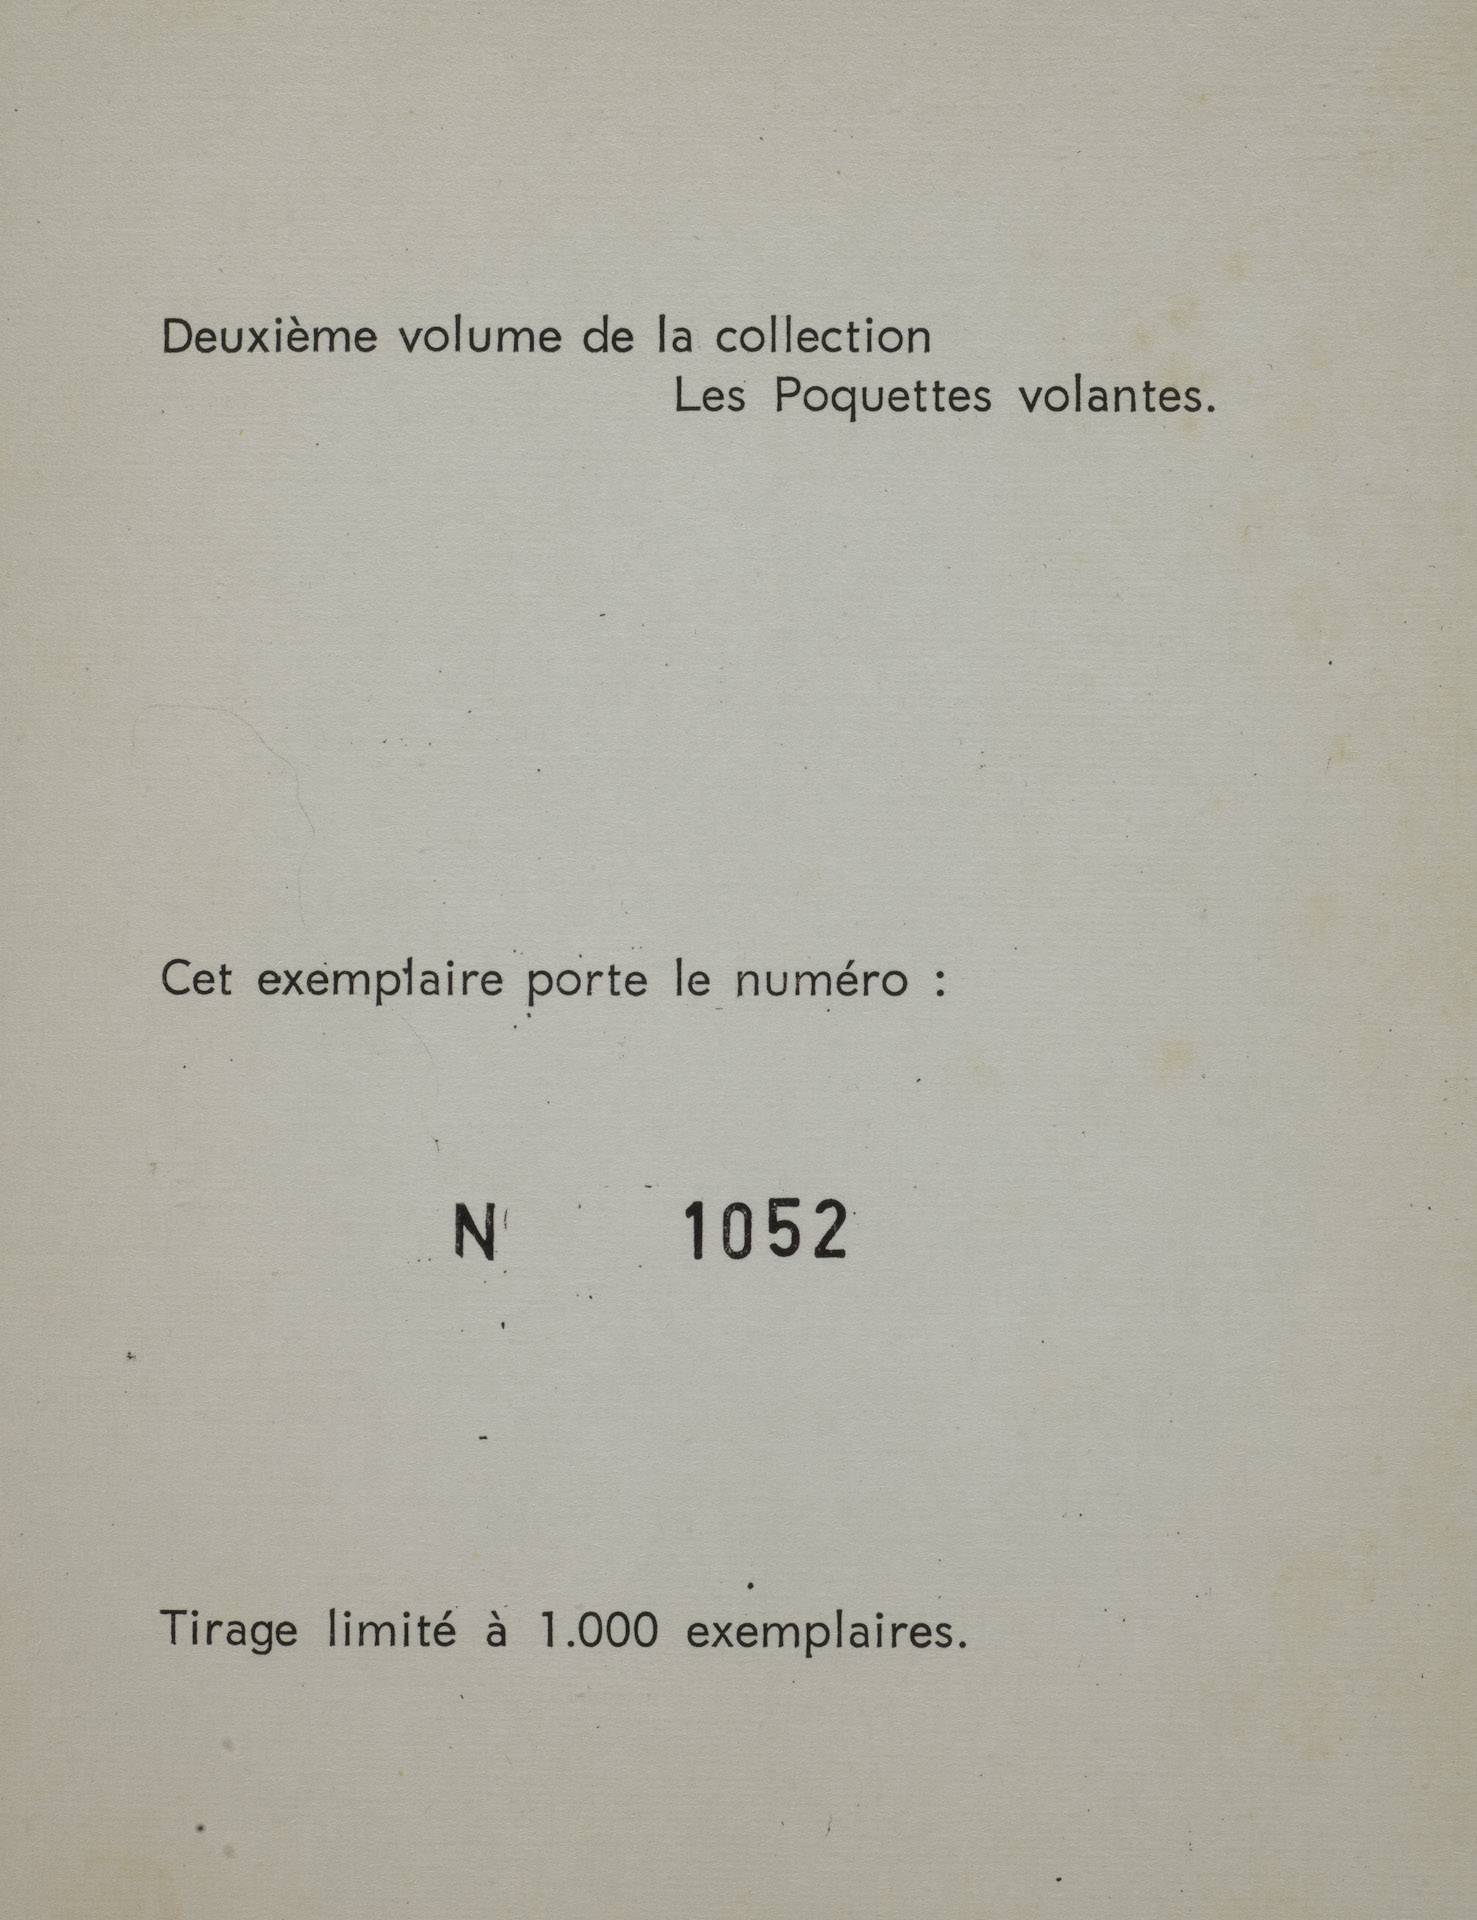 Deuxième volume de la collection
Les Poquettes volantes.
Cet exemplaire porte le numéro :
N 1052
Tirage limité à 1.000 exemplaires.